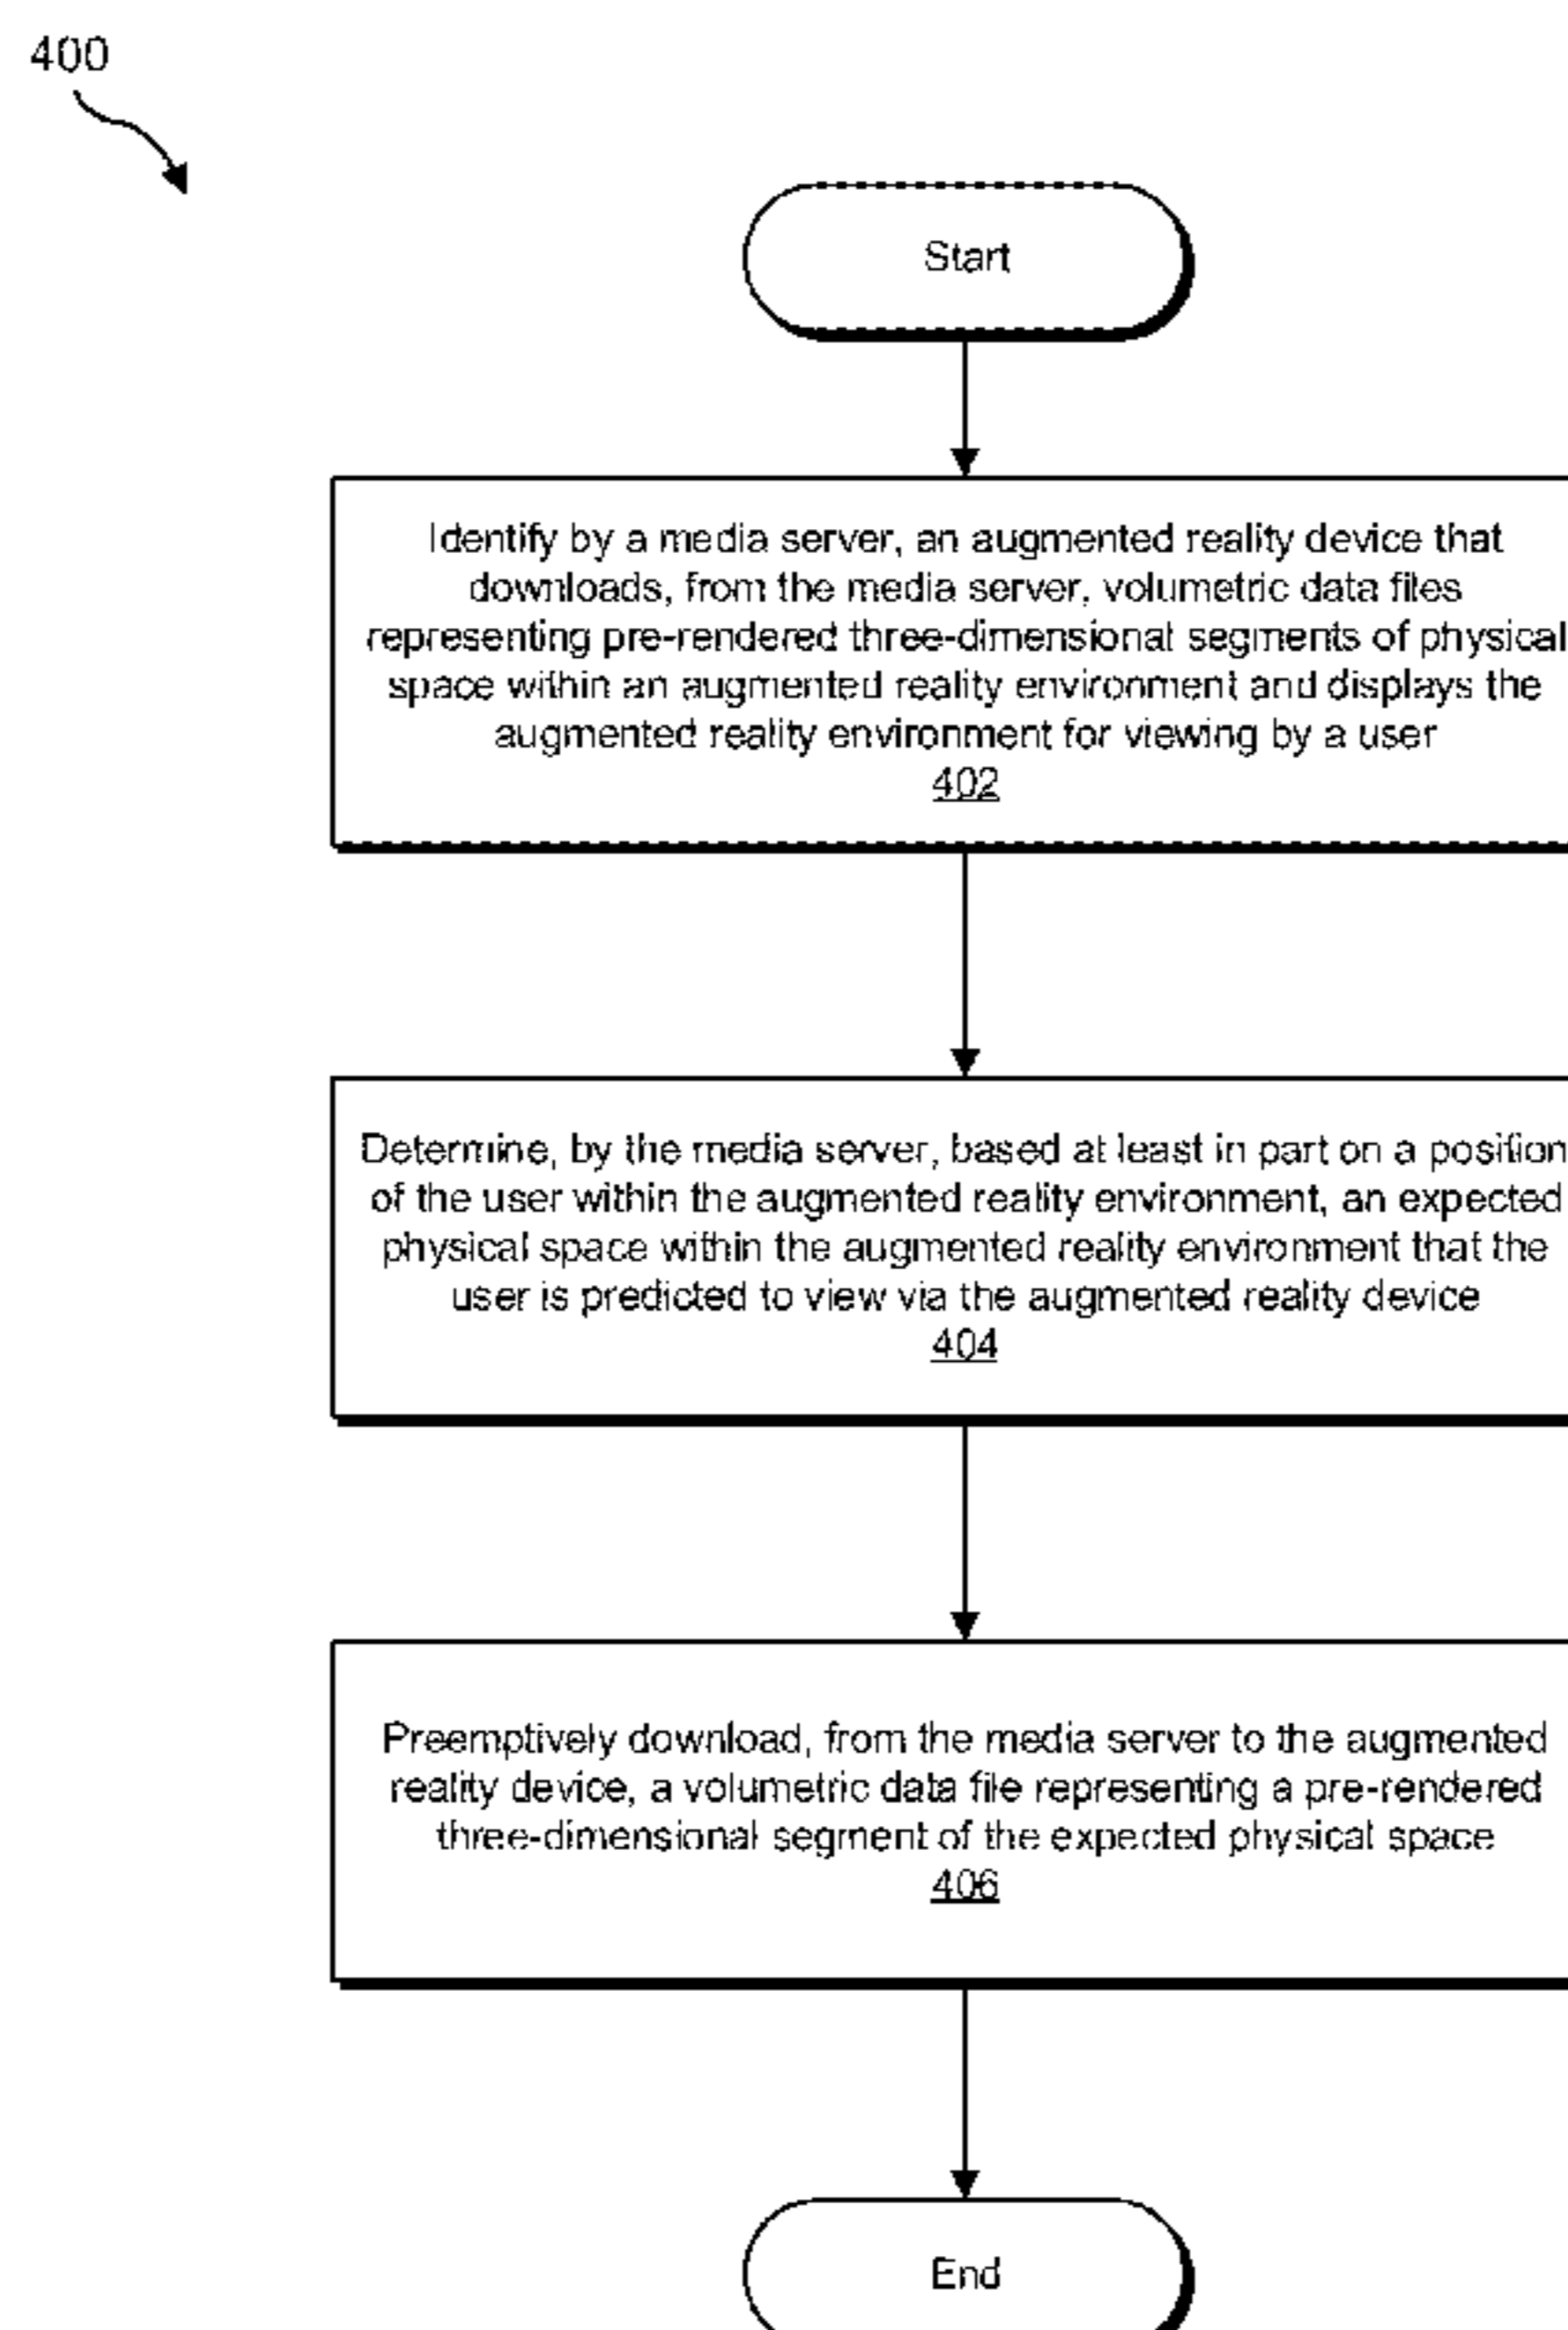 400
Start
Identify by a media server, an augmented reality device that
downloads, from the media server, volumetric data files
representing pre-rendered three-dimensional segments of physical
space within an augmented reality environment and displays the
augmented reality environment for viewing by a user
402
Determine, by the media server, based at least in part on a position
of the user within the augmented reality environment, an expected
physical space within the augmented reality environment that the
user is predicted to view via the augmented reality device
404
Preemptively download, from the media server to the augmented
reality device, a volumetric data file representing a pre-rendered
three-dimensional segment of the expected physical space
406
End